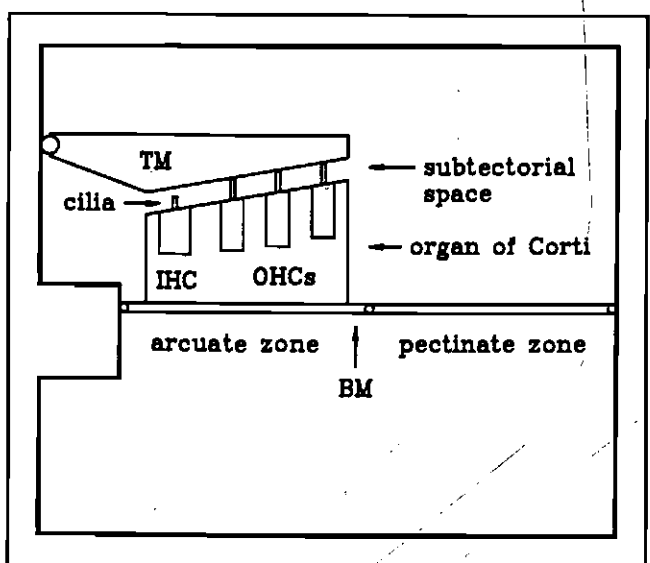 TM
subtectorial
space
cilia
organ of Corti
IHC
OHCs
arcuate zone
pectinate zone
BM